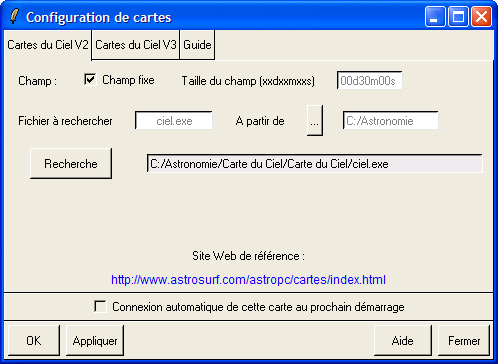 Configuration de cartes
Cartes du Ciel V2 Cartes du Ciel V3 Guide
Champ : Champ fixe Taille du champ (xxdxxmxxs) 00d30m00s
Fichier à rechercher ciel.exe A partir de ... C:/Astronomie
Recherche C:/Astronomie/Carte du Ciel/Carte du Ciel/ciel.exe
Site Web de référence :
http://www.astrosurf.com/astropc/cartes/index.html
Connexion automatique de cette carte au prochain démarrage
OK Appliquer Aide Fermer